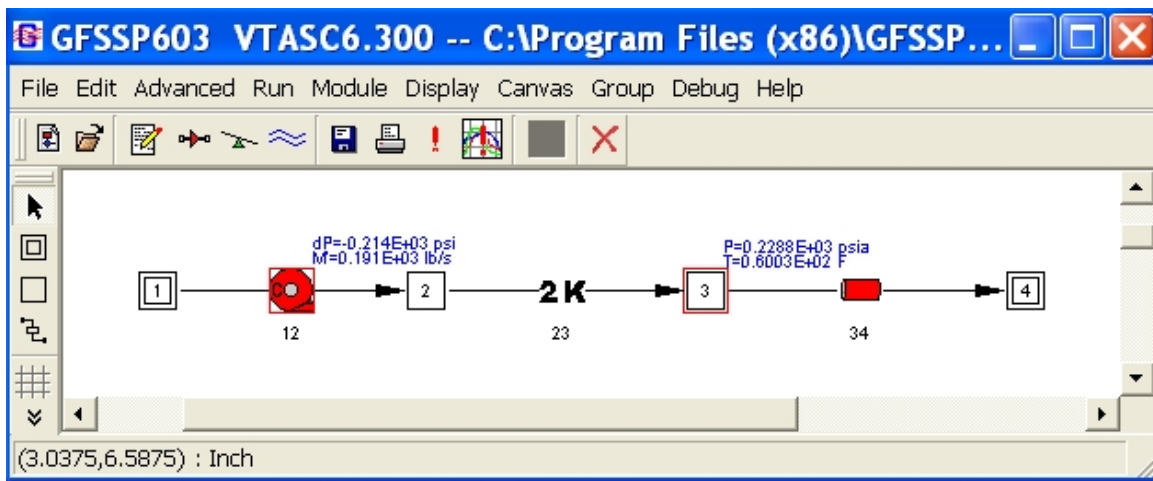 GFSSP603 VTASC6.300 -- C:\Program Files (x86)\GFSSP...
File Edit Advanced Run Module Display Canvas Group Debug Help
dP=-0.214E+03 psi
M=0.191E+03 lb/s
P=0.2288E+03 psia
T=0.6003E+02 F
1 2 2K 3 4
12 23 34
(3.0375,6.5875) : Inch